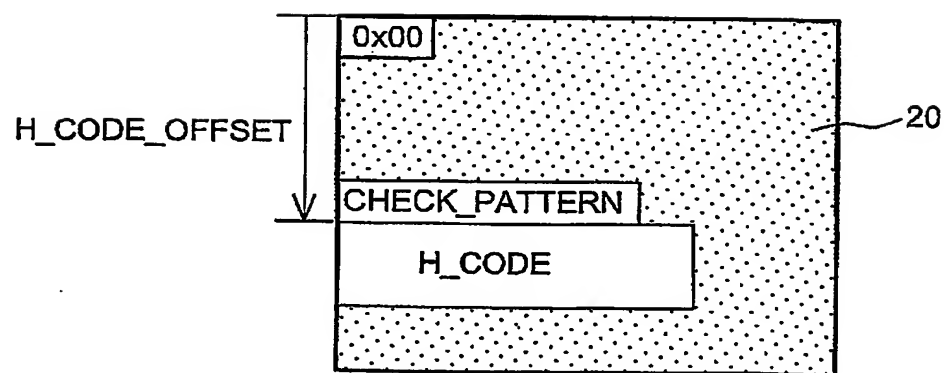 0x00
H_CODE_OFFSET
20
CHECK_PATTERN
H_CODE